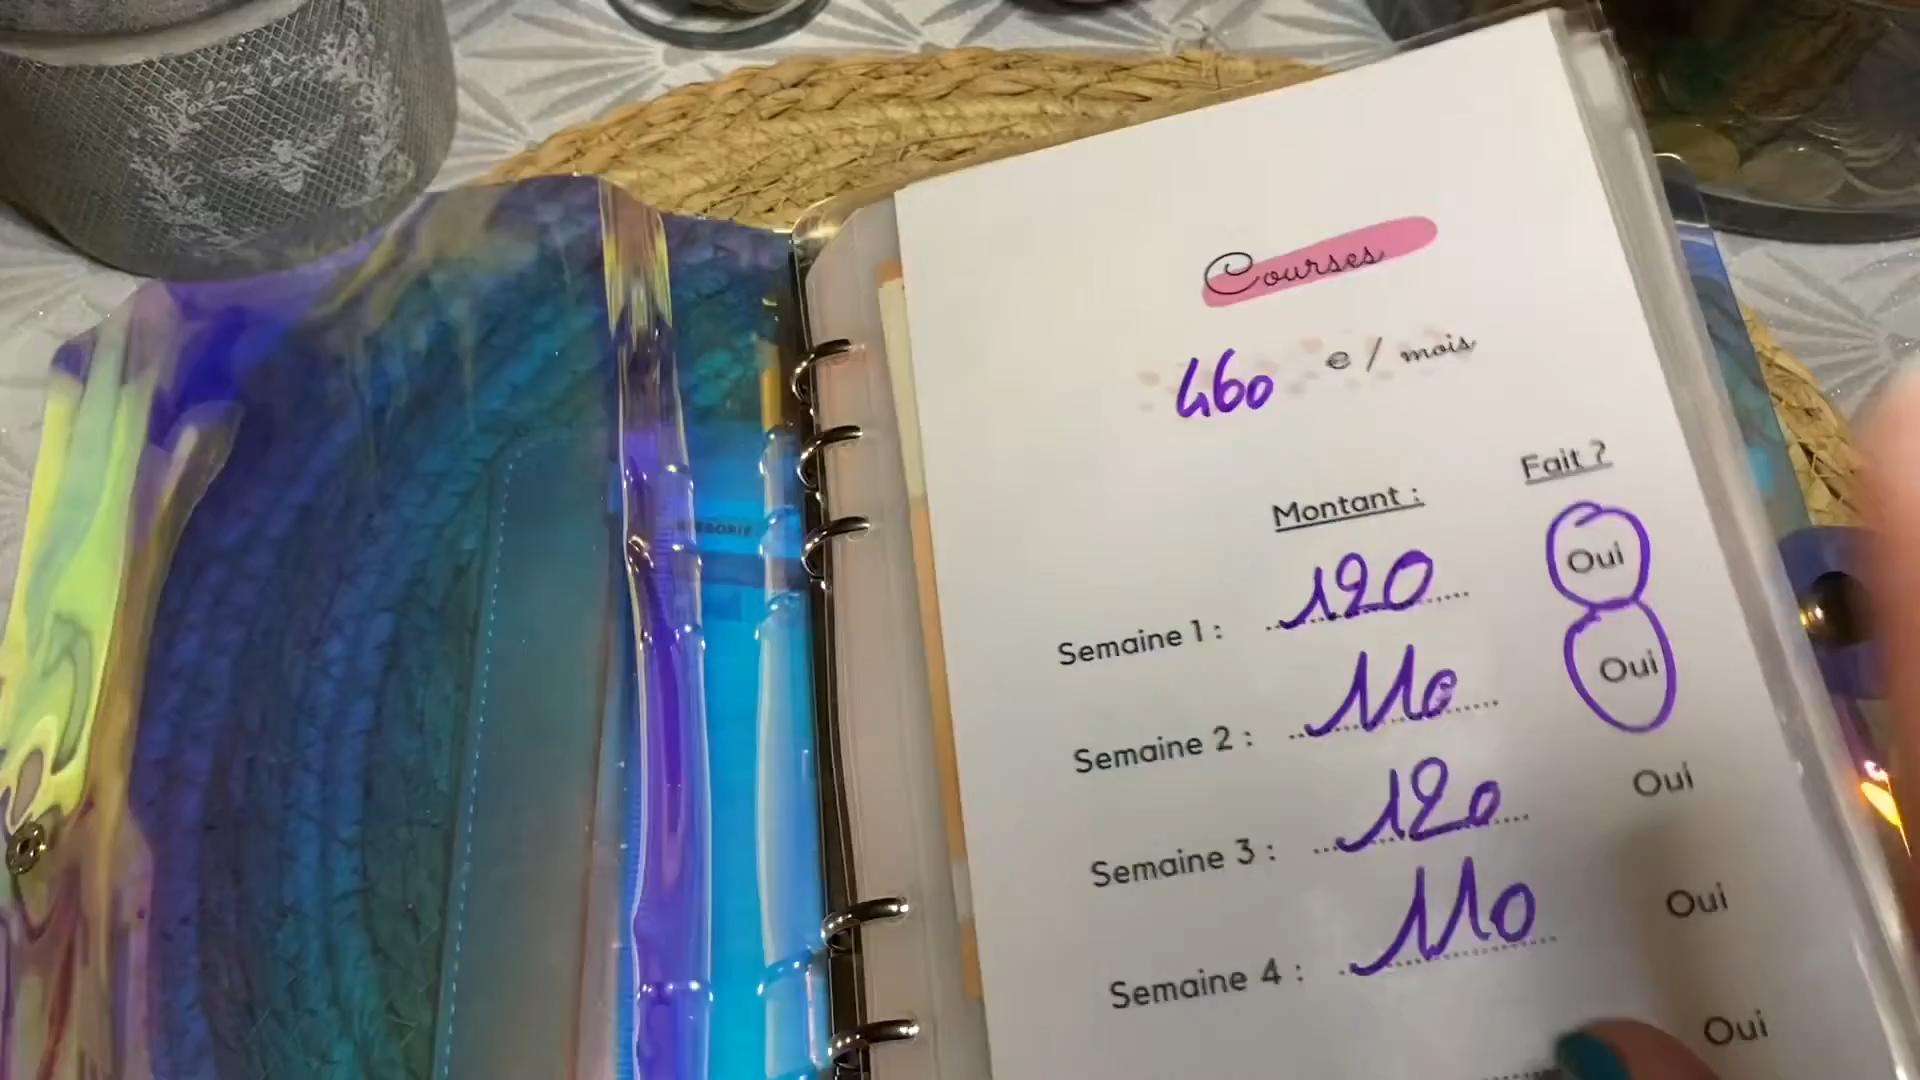 Courses
460 e / mois
Montant : Fait ?
Semaine 1 : 120 Oui
Semaine 2 : 110 Oui
Semaine 3 : 120 Oui
Semaine 4 : 110 Oui
Oui